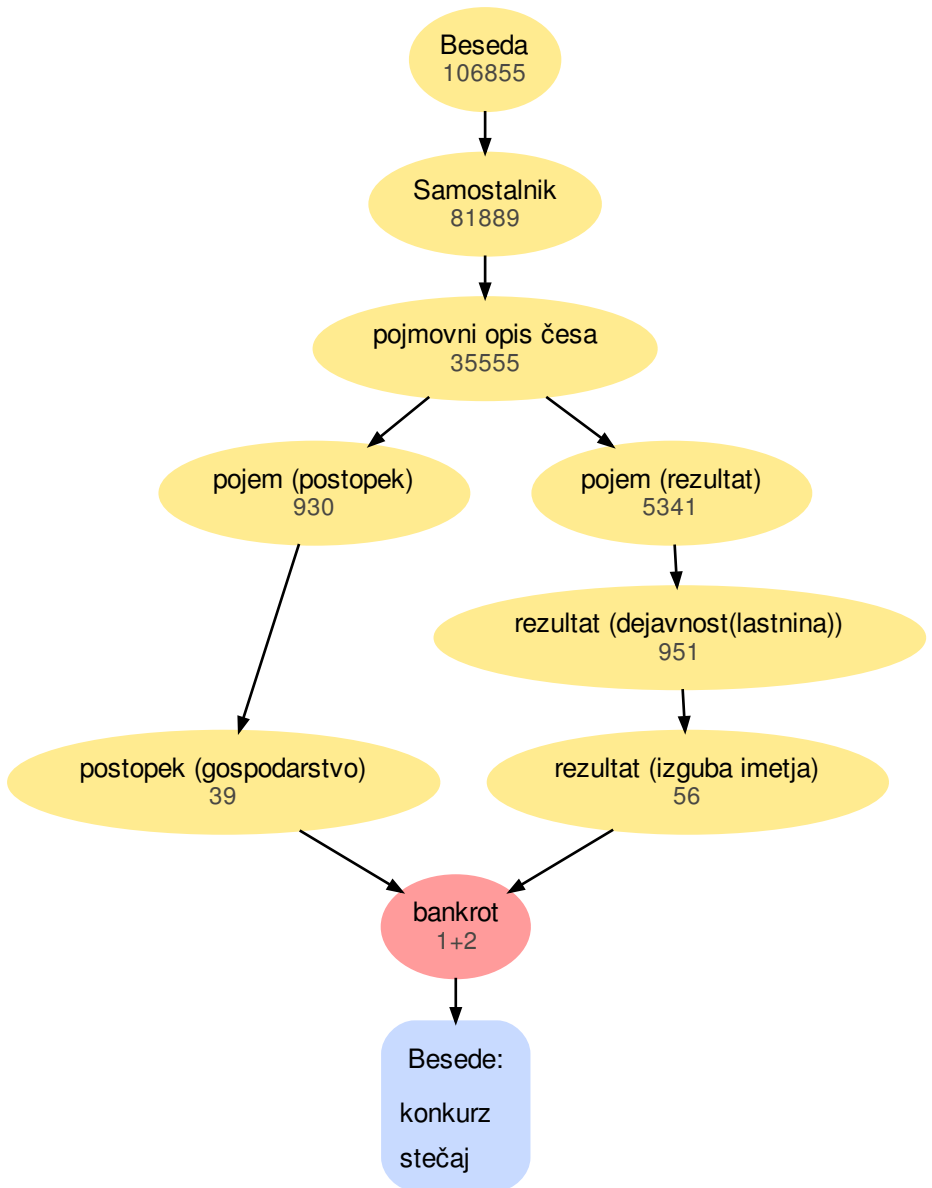 Beseda
106855
Samostalnik
81889
pojmovni opis česa
35555
pojem (postopek)
930
pojem (rezultat)
5341
rezultat (dejavnost(lastnina))
951
postopek (gospodarstvo)
39
rezultat (izguba imetja)
56
bankrot
1+2
Besede:
konkurz
stečaj